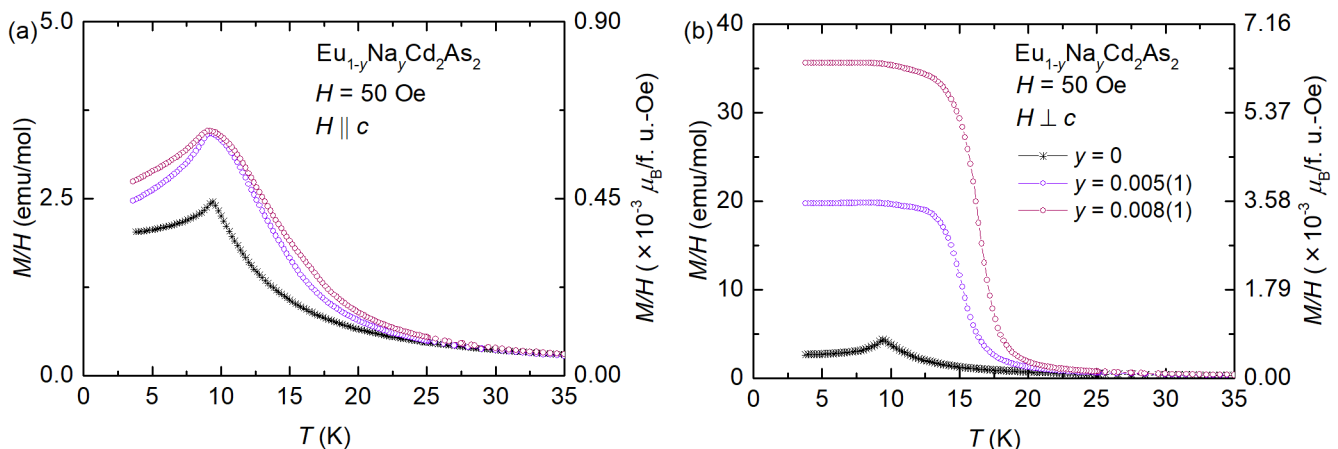 (a)
5.0
2.5
0.0
M/H (emu/mol)
Eu₁₋yNayCd₂As₂
H = 50 Oe
H || c
0.90
0.45
0.00
M/H (×10⁻³ μB/f. u.-Oe)
0 5 10 15 20 25 30 35
T (K)
(b)
40
30
20
10
0
M/H (emu/mol)
Eu₁₋yNayCd₂As₂
H = 50 Oe
H ⊥ c
y = 0
y = 0.005(1)
y = 0.008(1)
7.16
5.37
3.58
1.79
0.00
M/H (×10⁻³ μB/f. u.-Oe)
0 5 10 15 20 25 30 35
T (K)